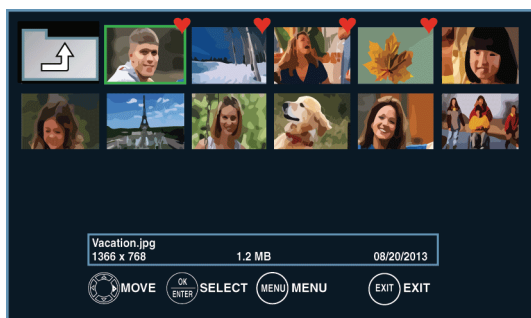 Vacation.jpg
1366 x 768 1.2 MB 08/20/2013
MOVE OK ENTER SELECT MENU MENU EXIT EXIT